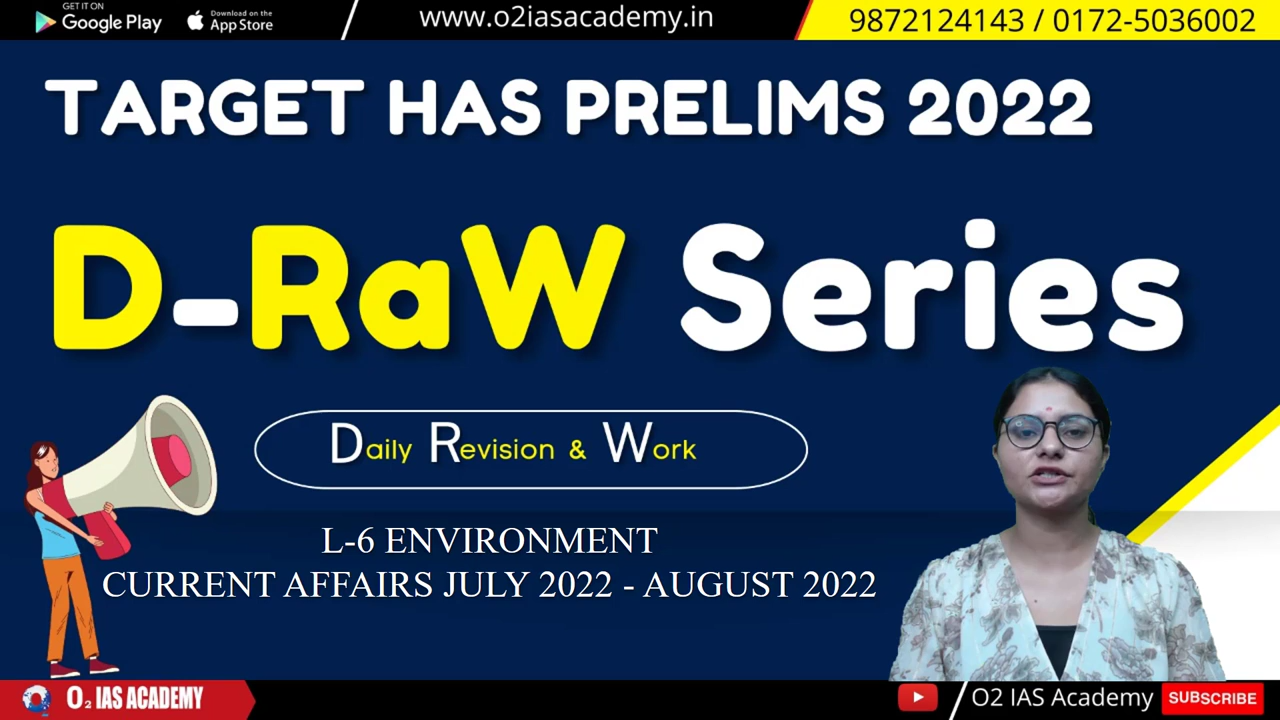 GET IT ON
Google Play
Download on the
App Store
www.o2iasacademy.in
9872124143 / 0172-5036002
TARGET HAS PRELIMS 2022
D-RaW Series
Daily Revision & Work
L-6 ENVIRONMENT
CURRENT AFFAIRS JULY 2022 - AUGUST 2022
O₂ IAS ACADEMY
O2 IAS Academy
SUBSCRIBE